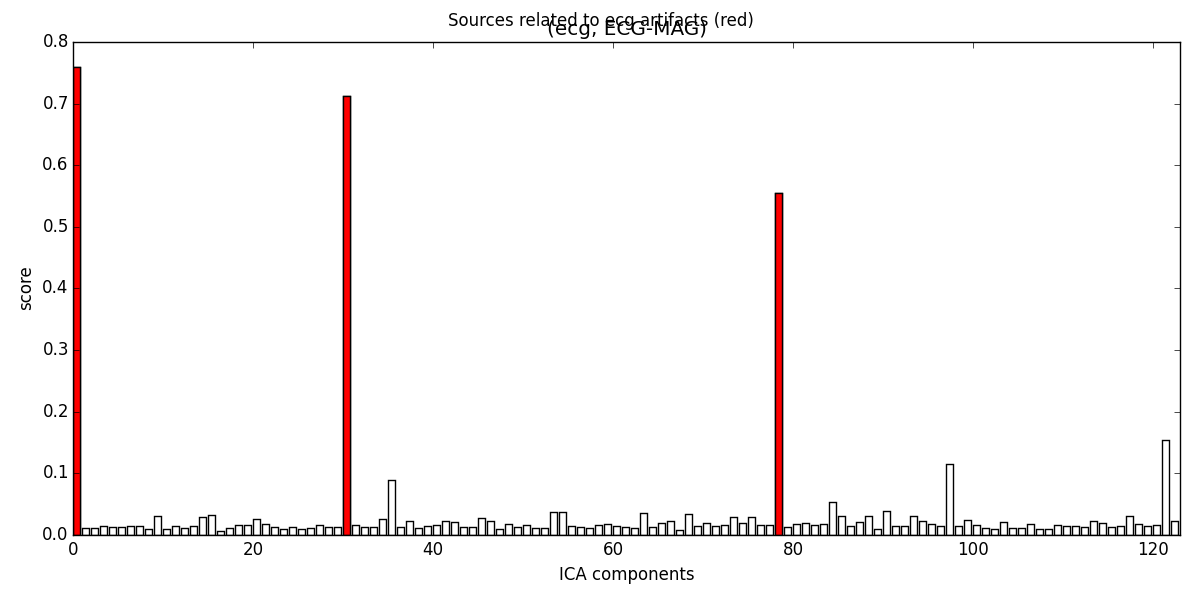 Sources related to ecg artifacts (red)
(ecg, ECG-MAG)
0.8
0.7
0.6
0.5
0.4
0.3
0.2
0.1
0.0
score
0 20 40 60 80 100 120
ICA components